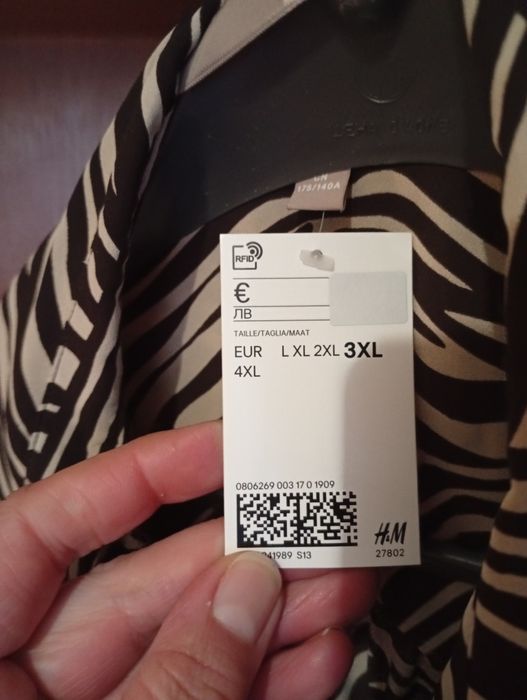 CN
175/140A
RFID
€
ЛВ
TAILLE/TAGLIA/MAAT
EUR L XL 2XL 3XL
4XL
0806269 003 17 0 1909
41989 S13
H&M
27802